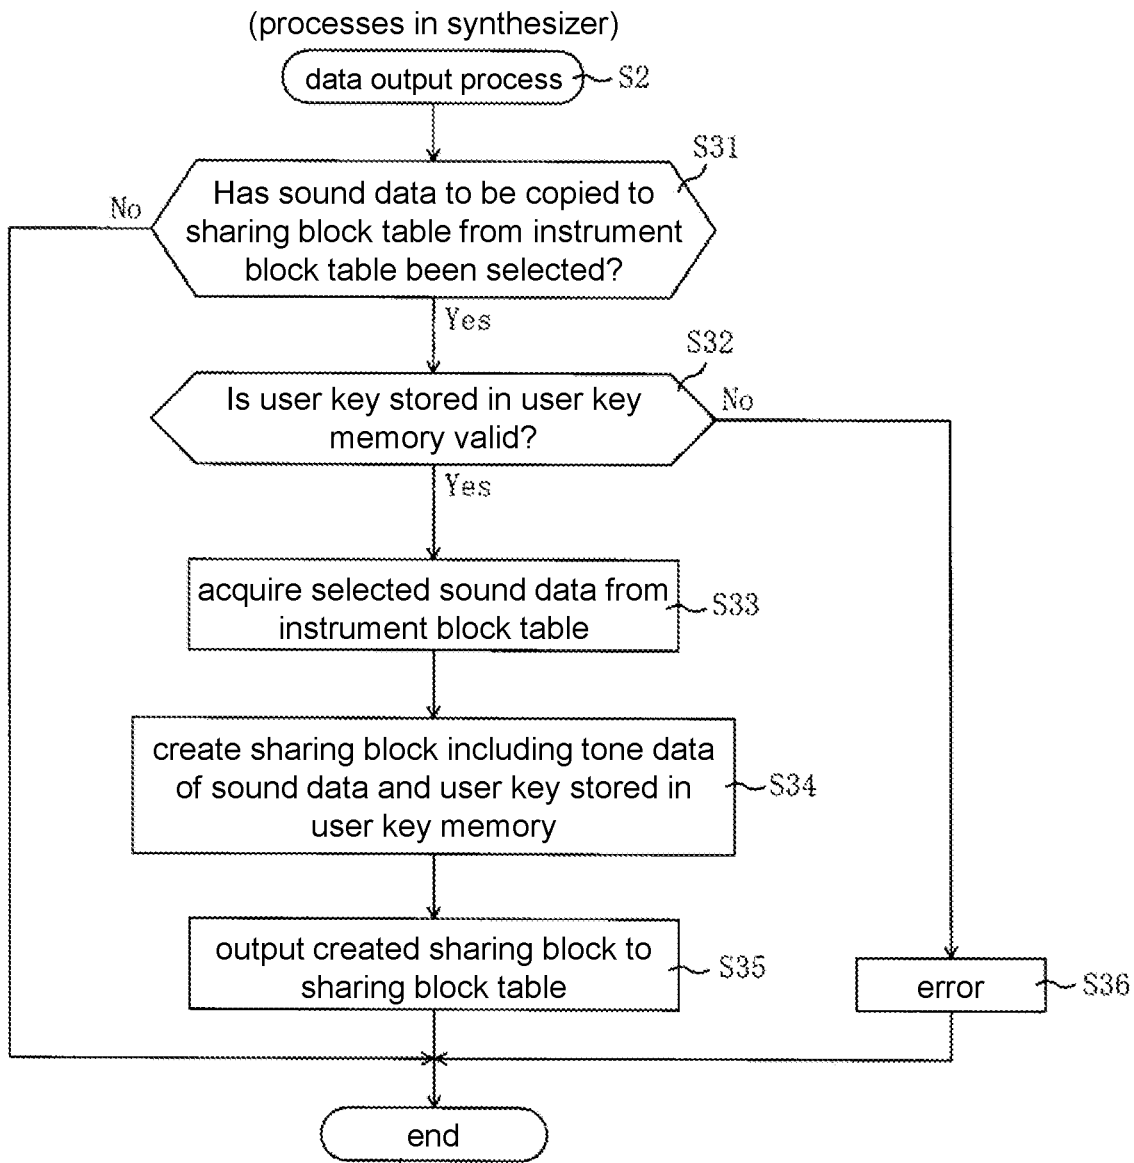 (processes in synthesizer)
data output process
S2
S31
Has sound data to be copied to
sharing block table from instrument
block table been selected?
No
Yes
S32
Is user key stored in user key
memory valid?
No
Yes
acquire selected sound data from
instrument block table
S33
create sharing block including tone data
of sound data and user key stored in
user key memory
S34
output created sharing block to
sharing block table
S35
error
S36
end